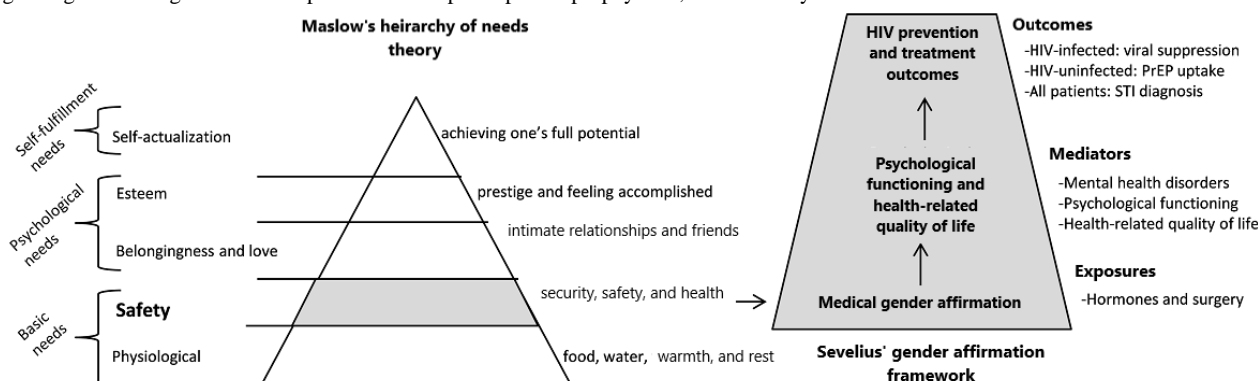 Maslow's heirarchy of needs
theory
Self-fulfillment
needs
Self-actualization
achieving one's full potential
Psychological
needs
Esteem
prestige and feeling accomplished
Belongingness and love
intimate relationships and friends
Basic
needs
Safety
security, safety, and health
Physiological
food, water, warmth, and rest
HIV prevention
and treatment
outcomes
Outcomes
-HIV-infected: viral suppression
-HIV-uninfected: PrEP uptake
-All patients: STI diagnosis
Psychological
functioning and
health-related
quality of life
Mediators
-Mental health disorders
-Psychological functioning
-Health-related quality of life
Medical gender affirmation
Exposures
-Hormones and surgery
Sevelius' gender affirmation
framework